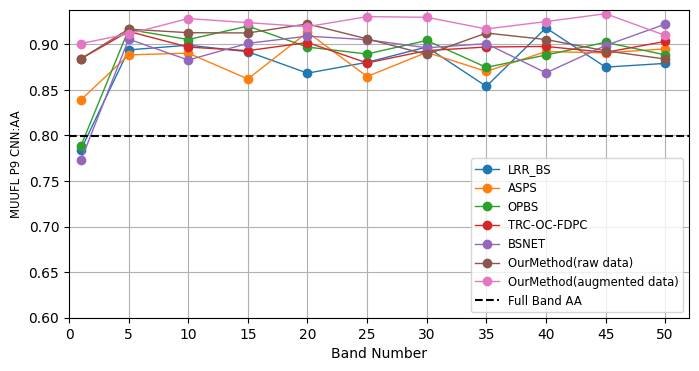 MUUFL P9 CNN:AA
0.90
0.85
0.80
0.75
0.70
0.65
0.60
0 5 10 15 20 25 30 35 40 45 50
Band Number
LRR_BS
ASPS
OPBS
TRC-OC-FDPC
BSNET
OurMethod(raw data)
OurMethod(augmented data)
Full Band AA